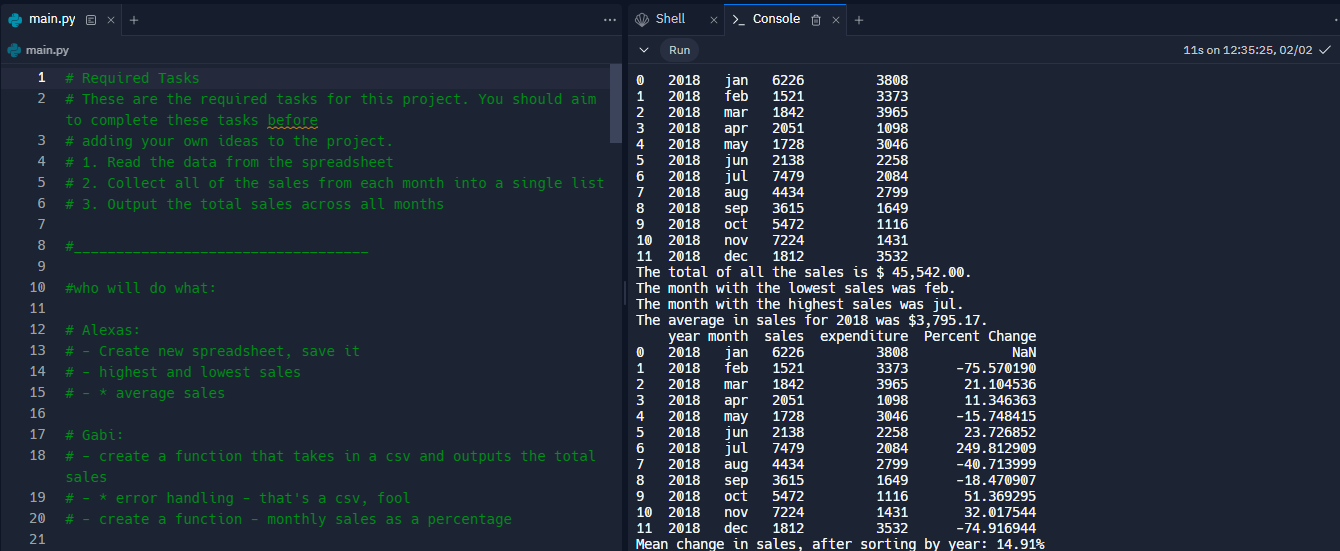 main.py
main.py
1 # Required Tasks
2 # These are the required tasks for this project. You should aim
to complete these tasks before
3 # adding your own ideas to the project.
4 # 1. Read the data from the spreadsheet
5 # 2. Collect all of the sales from each month into a single list
6 # 3. Output the total sales across all months
7
8 #___________________________________
9
10 #who will do what:
11
12 # Alexas:
13 # - Create new spreadsheet, save it
14 # - highest and lowest sales
15 # - * average sales
16
17 # Gabi:
18 # - create a function that takes in a csv and outputs the total
sales
19 # - * error handling - that's a csv, fool
20 # - create a function - monthly sales as a percentage
21
Shell Console
Run 11s on 12:35:25, 02/02
0 2018 jan 6226 3808
1 2018 feb 1521 3373
2 2018 mar 1842 3965
3 2018 apr 2051 1098
4 2018 may 1728 3046
5 2018 jun 2138 2258
6 2018 jul 7479 2084
7 2018 aug 4434 2799
8 2018 sep 3615 1649
9 2018 oct 5472 1116
10 2018 nov 7224 1431
11 2018 dec 1812 3532
The total of all the sales is $ 45,542.00.
The month with the lowest sales was feb.
The month with the highest sales was jul.
The average in sales for 2018 was $3,795.17.
year month sales expenditure Percent Change
0 2018 jan 6226 3808 NaN
1 2018 feb 1521 3373 -75.570190
2 2018 mar 1842 3965 21.104536
3 2018 apr 2051 1098 11.346363
4 2018 may 1728 3046 -15.748415
5 2018 jun 2138 2258 23.726852
6 2018 jul 7479 2084 249.812909
7 2018 aug 4434 2799 -40.713999
8 2018 sep 3615 1649 -18.470907
9 2018 oct 5472 1116 51.369295
10 2018 nov 7224 1431 32.017544
11 2018 dec 1812 3532 -74.916944
Mean change in sales, after sorting by year: 14.91%